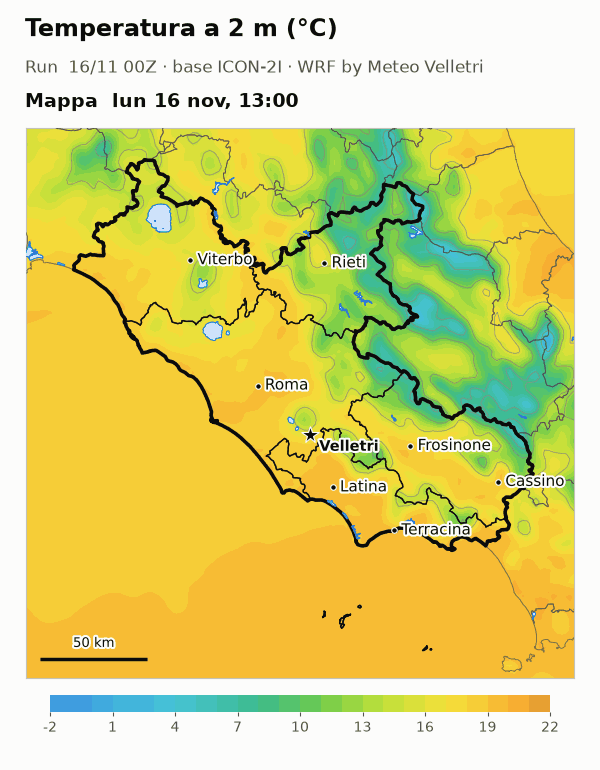 Temperatura a 2 m (°C)
Run  16/11 00Z · base ICON-2I · WRF by Meteo Velletri
Mappa  lun 16 nov, 13:00
Viterbo
Rieti
Roma
Velletri
Frosinone
Cassino
Latina
Terracina
50 km
-2 1 4 7 10 13 16 19 22